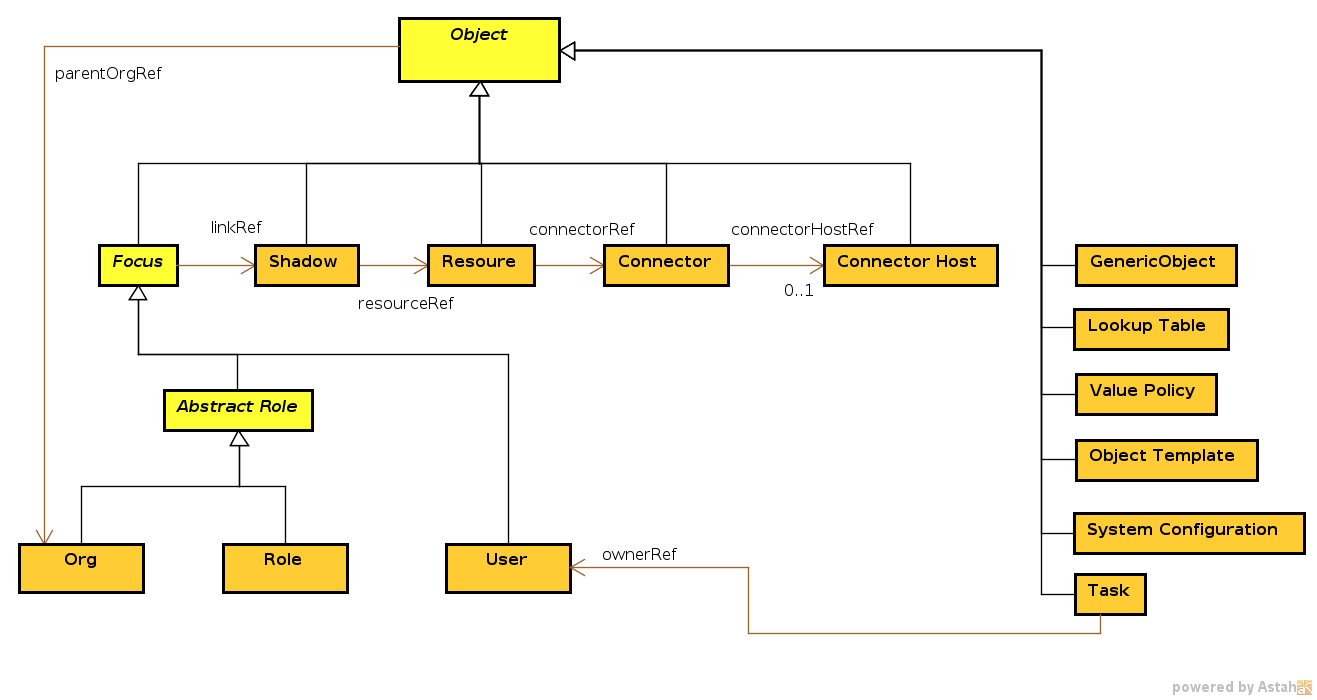 Object
parentOrgRef
linkRef
connectorRef
connectorHostRef
Focus
Shadow
Resoure
Connector
Connector Host
GenericObject
resourceRef
0..1
Lookup Table
Value Policy
Abstract Role
Object Template
System Configuration
Org
Role
User
ownerRef
Task
powered by Astah